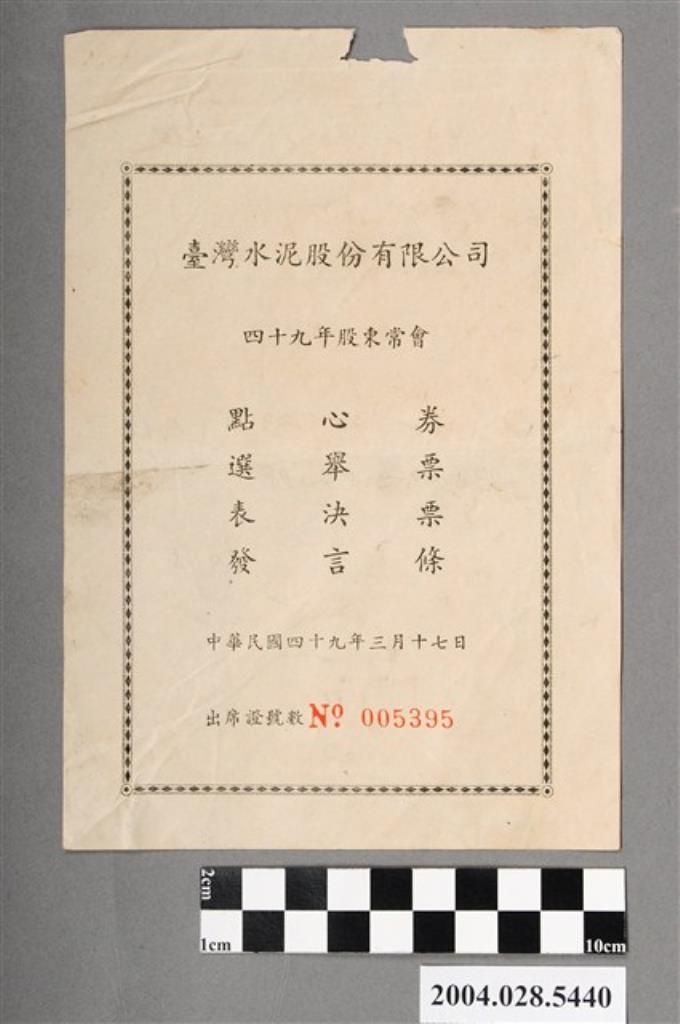 臺灣水泥股份有限公司
四十九年股東常會
點心券
選舉票
表決票
發言條
中華民國四十九年三月十七日
出席證號數 Nº 005395
2cm
1cm
10cm
2004.028.5440